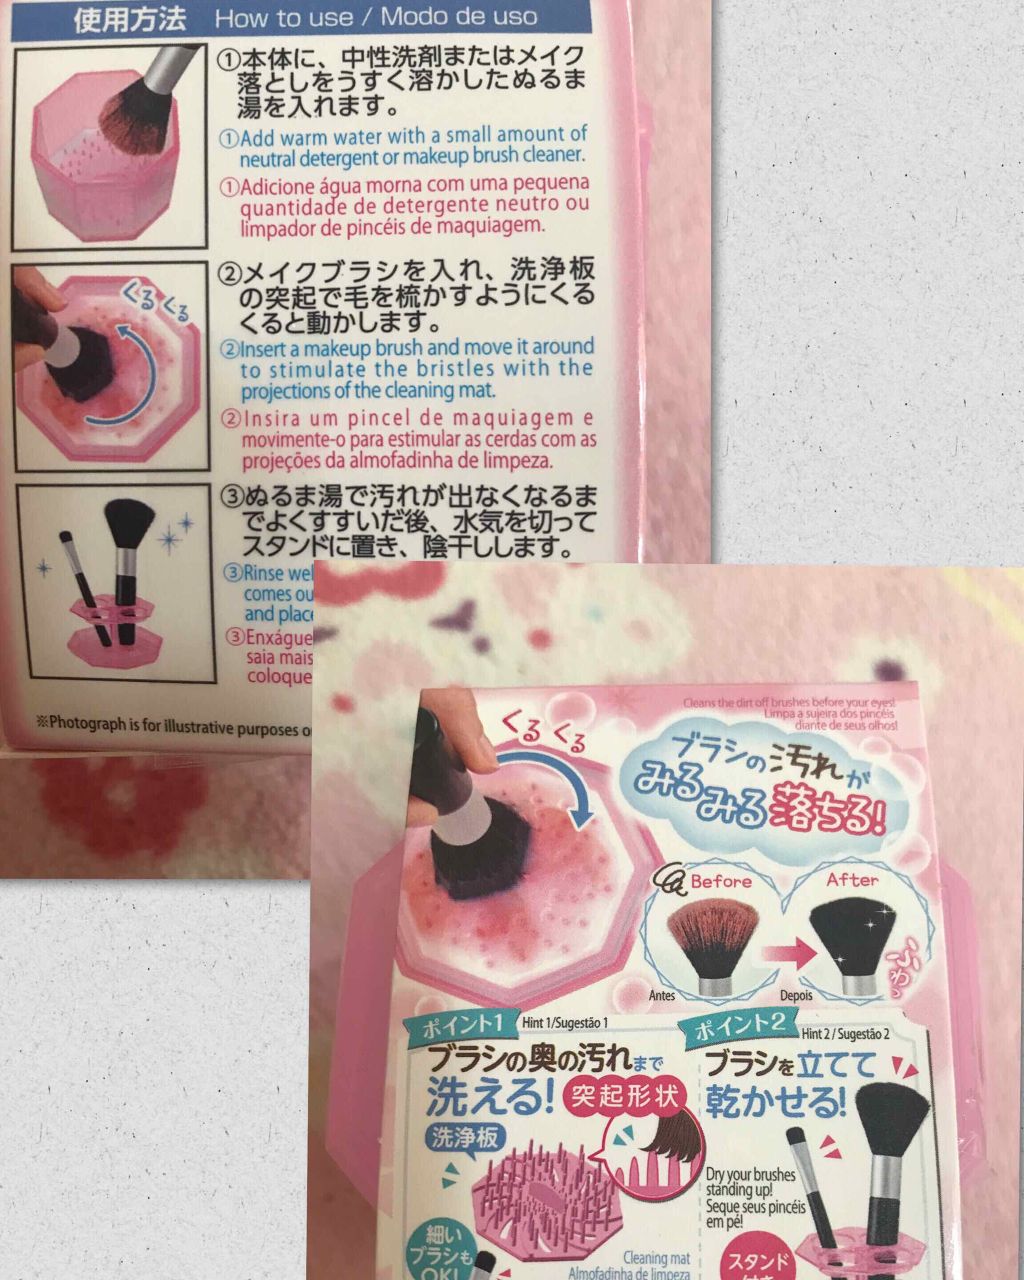 使用方法 How to use / Modo de uso
①本体に、中性洗剤またはメイク
落としをうすく溶かしたぬるま
湯を入れます。
①Add warm water with a small amount of
neutral detergent or makeup brush cleaner.
①Adicione água morna com uma pequena
quantidade de detergente neutro ou
limpador de pincéis de maquiagem.
くるくる
②メイクブラシを入れ、洗浄板
の突起で毛を梳かすようにくる
くると動かします。
②Insert a makeup brush and move it around
to stimulate the bristles with the
projections of the cleaning mat.
②Insira um pincel de maquiagem e
movimente-o para estimular as cerdas com as
projeções da almofadinha de limpeza.
③ぬるま湯で汚れが出なくなるま
でよくすすいだ後、水気を切って
スタンドに置き、陰干しします。
③Rinse wel
comes ou
and place
③Enxágue
saia mais
coloque
※Photograph is for illustrative purposes o
くるくる
Cleans the dirt off brushes before your eyes!
Limpa a sujeira dos pincéis
diante de seus olhos!
ブラシの汚れが
みるみる落ちる!
Before
After
ふわっ
Antes
Depois
ポイント1 Hint 1/Sugestão 1
ブラシの奥の汚れまで
洗える!
突起形状
洗浄板
細い
ブラシも
OK!
Cleaning mat
Almofadinha de limpeza
ポイント2 Hint 2 / Sugestão 2
ブラシを立てて
乾かせる!
Dry your brushes
standing up!
Seque seus pincéis
em pé!
スタンド
付き